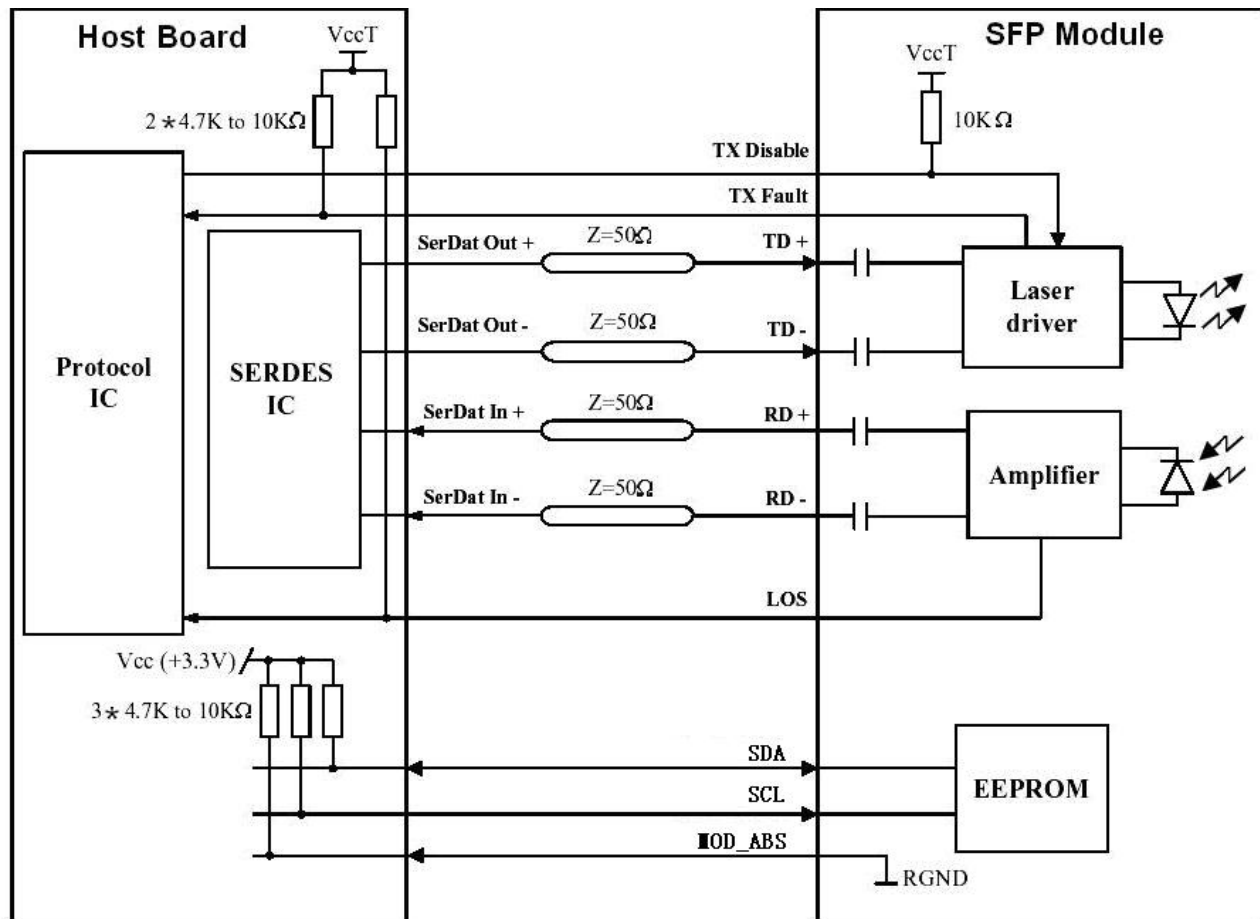 Host Board
SFP Module
VccT
VccT
2*4.7K to 10KΩ
10KΩ
TX Disable
TX Fault
SerDat Out +
Z=50Ω
TD +
SerDat Out -
Z=50Ω
TD -
Laser
driver
Protocol
IC
SERDES
IC
SerDat In +
Z=50Ω
RD +
SerDat In -
Z=50Ω
RD -
Amplifier
LOS
Vcc (+3.3V)
3*4.7K to 10KΩ
SDA
SCL
MOD_ABS
EEPROM
RGND